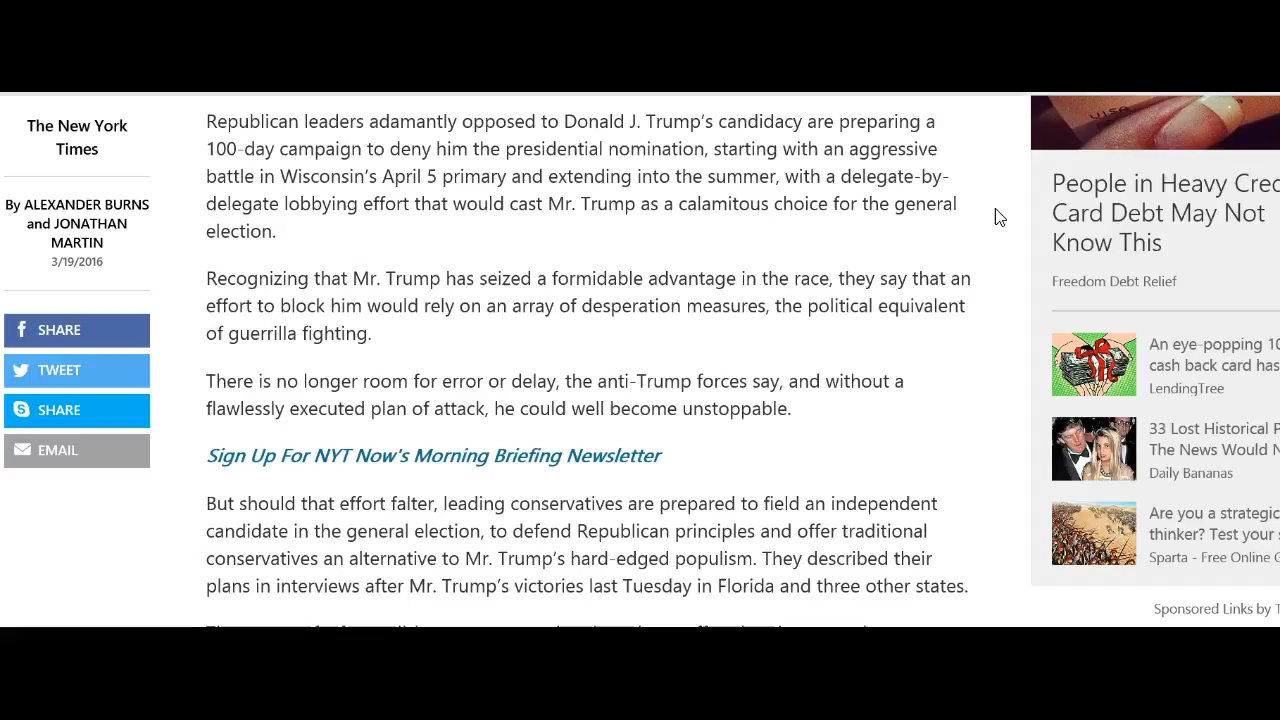 The New York
Times
By ALEXANDER BURNS
and JONATHAN
MARTIN
3/19/2016
SHARE
TWEET
SHARE
EMAIL
Republican leaders adamantly opposed to Donald J. Trump's candidacy are preparing a
100-day campaign to deny him the presidential nomination, starting with an aggressive
battle in Wisconsin's April 5 primary and extending into the summer, with a delegate-by-
delegate lobbying effort that would cast Mr. Trump as a calamitous choice for the general
election.
Recognizing that Mr. Trump has seized a formidable advantage in the race, they say that an
effort to block him would rely on an array of desperation measures, the political equivalent
of guerrilla fighting.
There is no longer room for error or delay, the anti-Trump forces say, and without a
flawlessly executed plan of attack, he could well become unstoppable.
Sign Up For NYT Now's Morning Briefing Newsletter
But should that effort falter, leading conservatives are prepared to field an independent
candidate in the general election, to defend Republican principles and offer traditional
conservatives an alternative to Mr. Trump's hard-edged populism. They described their
plans in interviews after Mr. Trump's victories last Tuesday in Florida and three other states.
VISA
People in Heavy Cred
Card Debt May Not
Know This
Freedom Debt Relief
An eye-popping 10
cash back card has
LendingTree
33 Lost Historical P
The News Would N
Daily Bananas
Are you a strategic
thinker? Test your s
Sparta - Free Online G
Sponsored Links by T